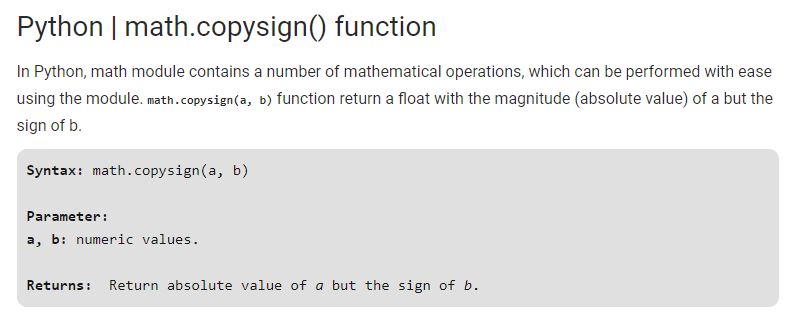 Python | math.copysign() function
In Python, math module contains a number of mathematical operations, which can be performed with ease
using the module. math.copysign(a, b) function return a float with the magnitude (absolute value) of a but the
sign of b.
Syntax: math.copysign(a, b)
Parameter:
a, b: numeric values.
Returns:  Return absolute value of a but the sign of b.